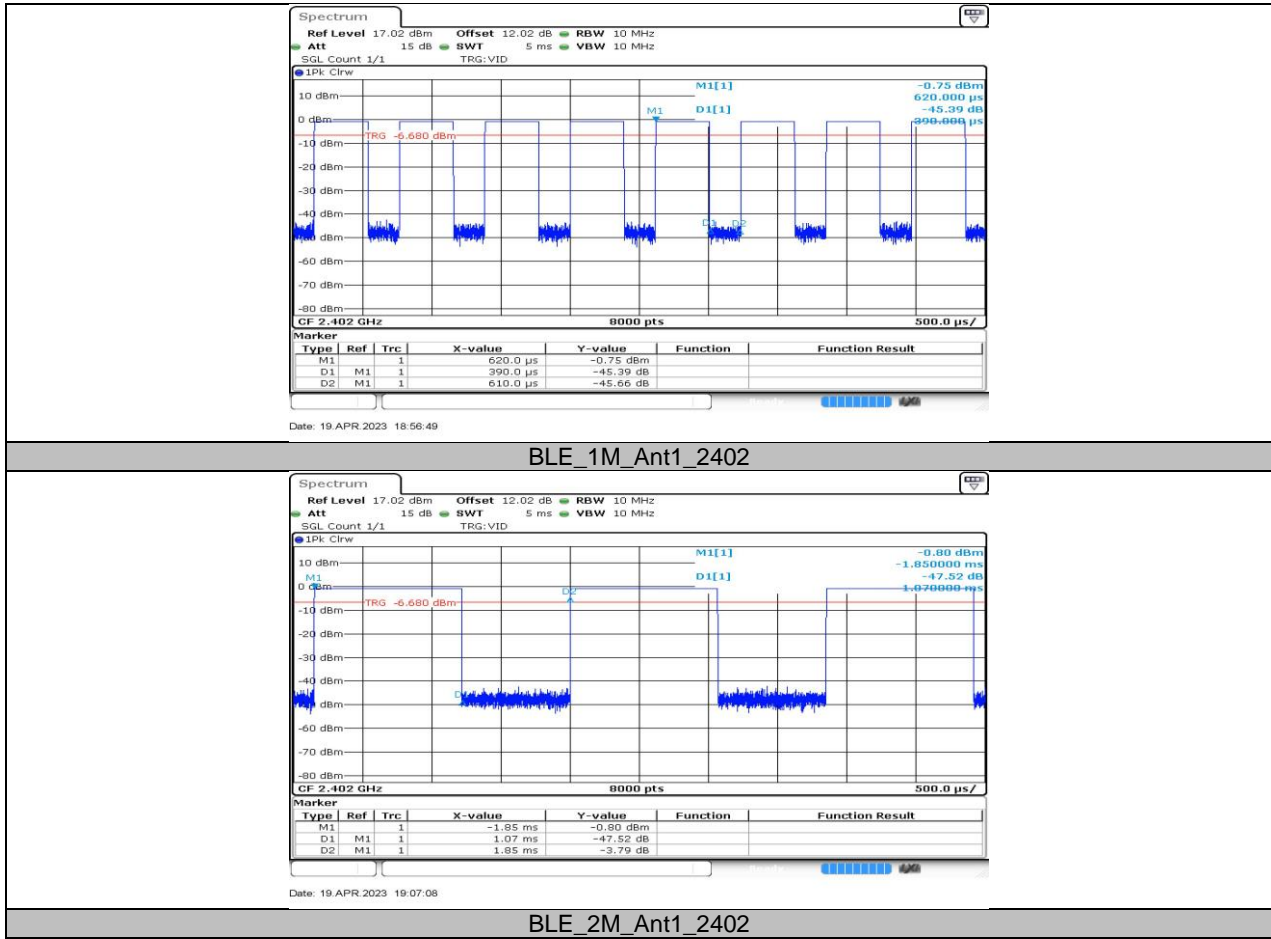 Spectrum
Ref Level 17.02 dBm Offset 12.02 dB RBW 10 MHz
Att 15 dB SWT 5 ms VBW 10 MHz
SGL Count 1/1 TRG:VID
1Pk Clrw
M1[1] -0.75 dBm
620.000 µs
D1[1] -45.39 dB
390.000 µs
M1
10 dBm
0 dBm
TRG -6.680 dBm
-10 dBm
-20 dBm
-30 dBm
-40 dBm
D1 D2
dBm
-60 dBm
-70 dBm
-80 dBm
CF 2.402 GHz 8000 pts 500.0 µs/
Marker
Type Ref Trc X-value Y-value Function Function Result
M1 1 620.0 µs -0.75 dBm
D1 M1 1 390.0 µs -45.39 dB
D2 M1 1 610.0 µs -45.66 dB
Date: 19.APR.2023 18:56:49
BLE_1M_Ant1_2402
Spectrum
Ref Level 17.02 dBm Offset 12.02 dB RBW 10 MHz
Att 15 dB SWT 5 ms VBW 10 MHz
SGL Count 1/1 TRG:VID
1Pk Clrw
M1[1] -0.80 dBm
-1.850000 ms
D1[1] -47.52 dB
1.070000 ms
10 dBm
M1
0 dBm
D2
TRG -6.680 dBm
-10 dBm
-20 dBm
-30 dBm
-40 dBm
dBm
-60 dBm
-70 dBm
-80 dBm
CF 2.402 GHz 8000 pts 500.0 µs/
Marker
Type Ref Trc X-value Y-value Function Function Result
M1 1 -1.85 ms -0.80 dBm
D1 M1 1 1.07 ms -47.52 dB
D2 M1 1 1.85 ms -3.79 dB
Date: 19.APR.2023 19:07:08
BLE_2M_Ant1_2402